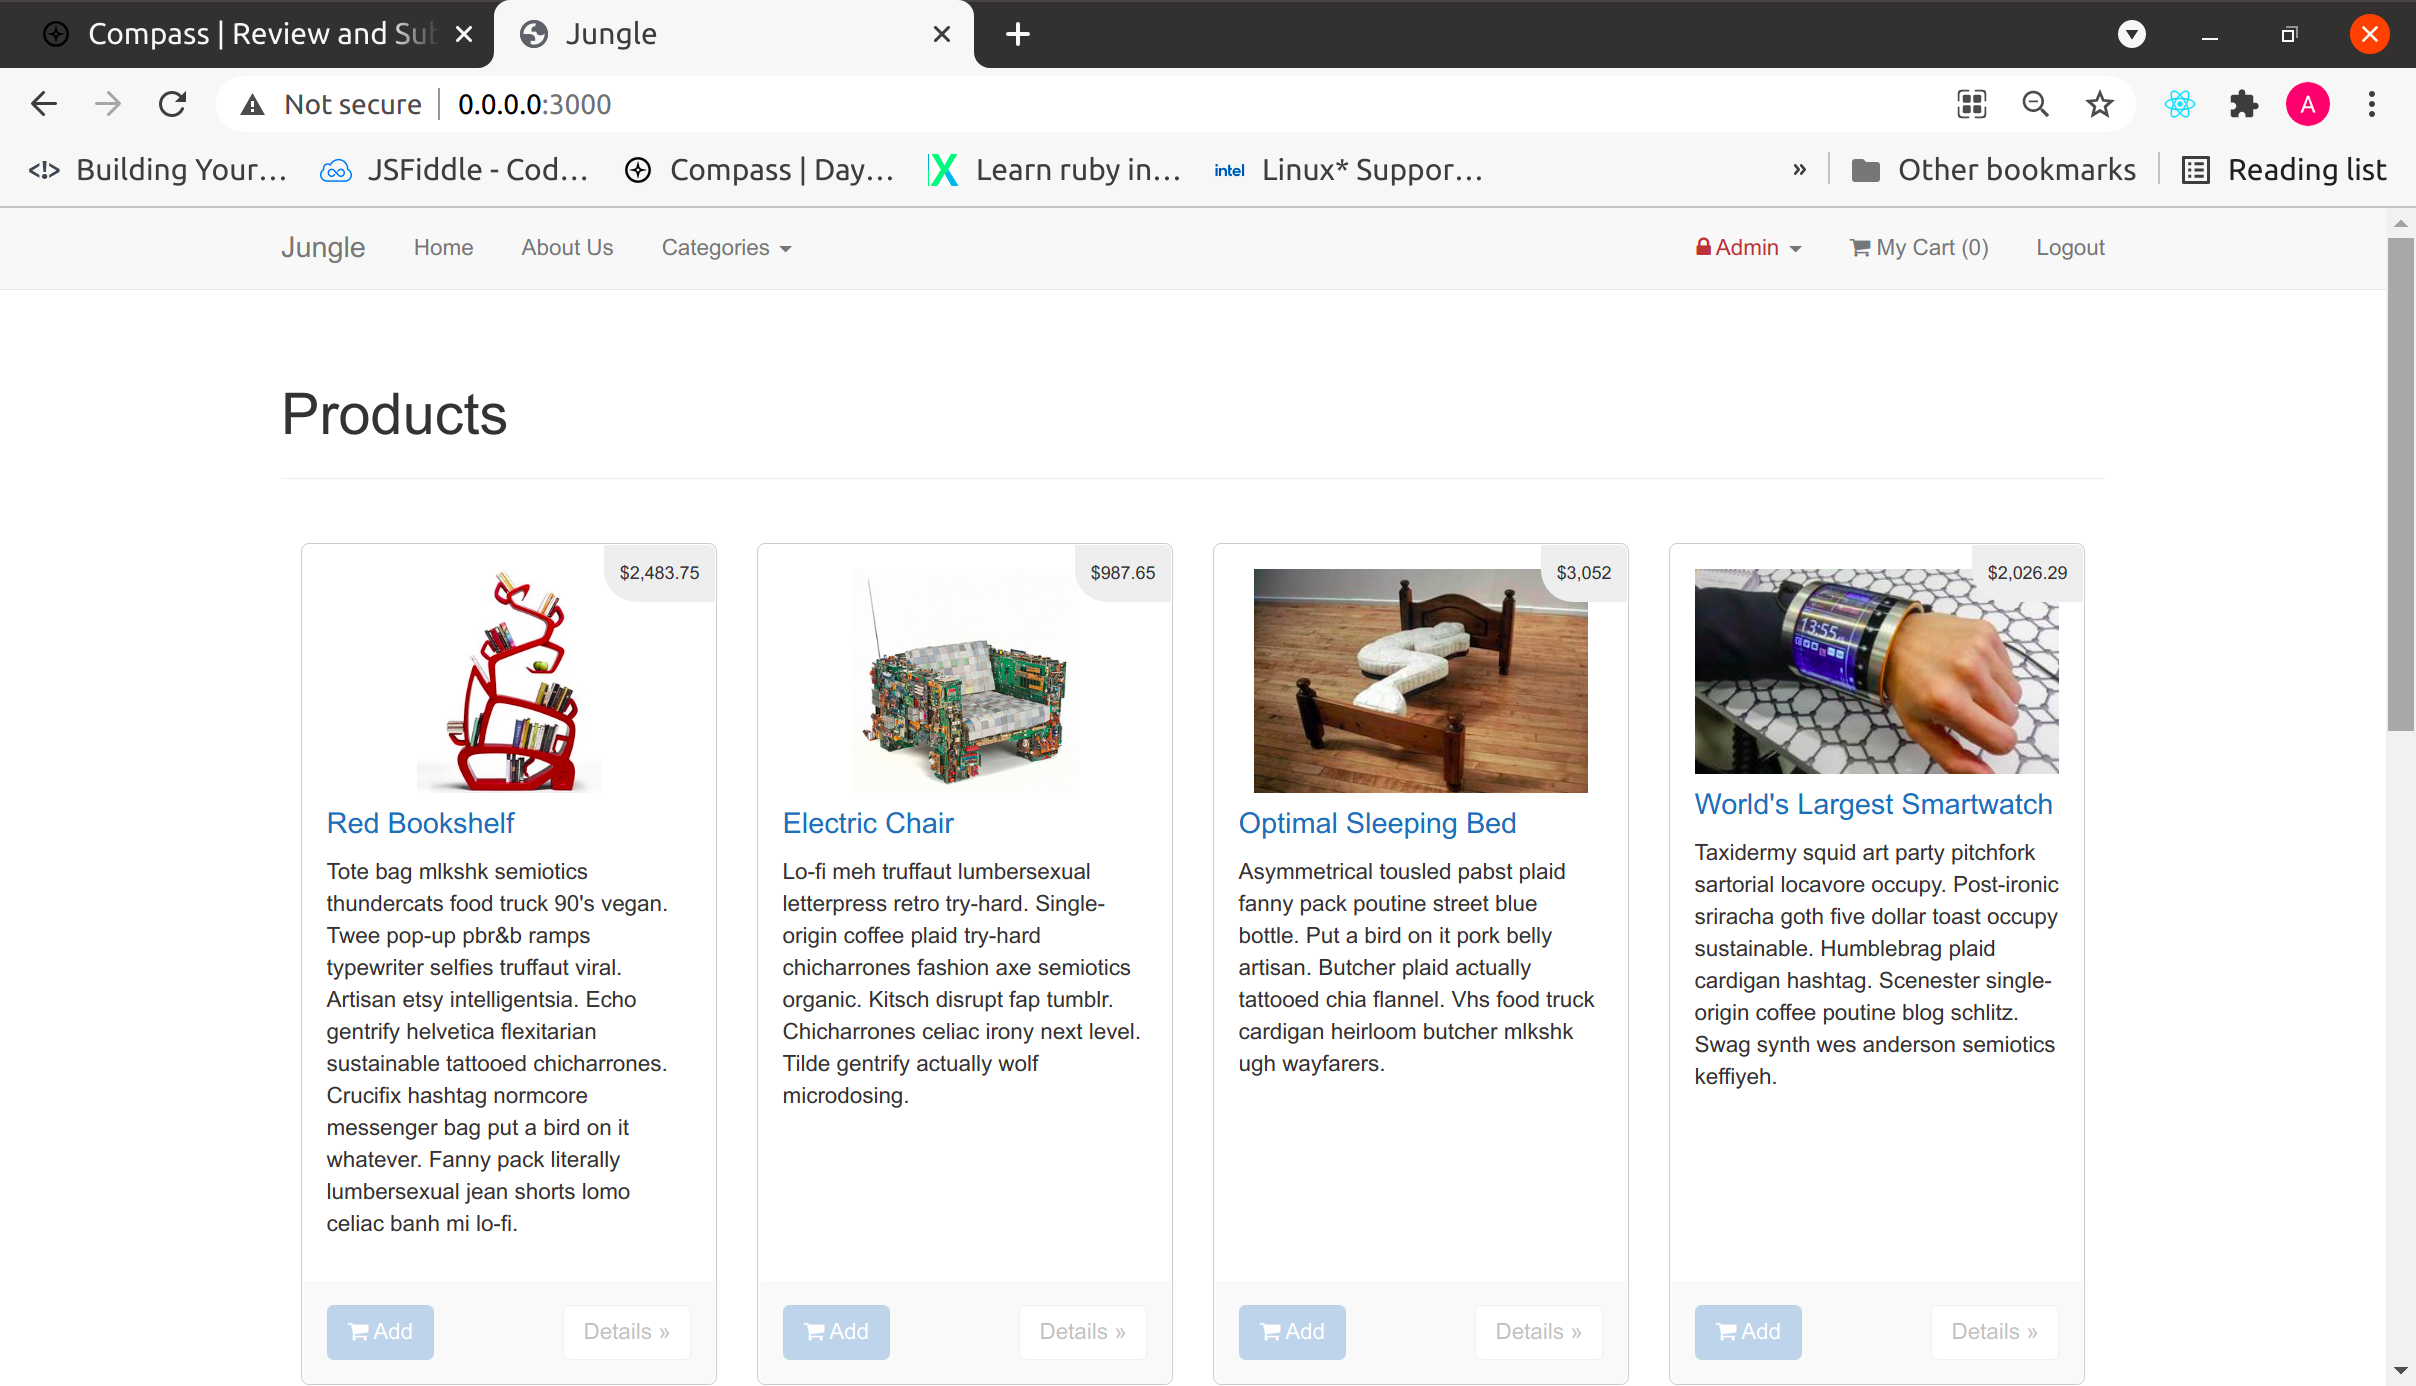 Compass | Review and Sub
Jungle
Not secure
0.0.0.0:3000
A
Building Your...
JSFiddle - Cod...
Compass | Day...
X
Learn ruby in...
intel
Linux* Suppor...
»
Other bookmarks
Reading list
Jungle
Home
About Us
Categories
Admin
My Cart (0)
Logout
Products
$2,483.75
Red Bookshelf
Tote bag mlkshk semiotics
thundercats food truck 90's vegan.
Twee pop-up pbr&b ramps
typewriter selfies truffaut viral.
Artisan etsy intelligentsia. Echo
gentrify helvetica flexitarian
sustainable tattooed chicharrones.
Crucifix hashtag normcore
messenger bag put a bird on it
whatever. Fanny pack literally
lumbersexual jean shorts lomo
celiac banh mi lo-fi.
Add
Details »
$987.65
Electric Chair
Lo-fi meh truffaut lumbersexual
letterpress retro try-hard. Single-
origin coffee plaid try-hard
chicharrones fashion axe semiotics
organic. Kitsch disrupt fap tumblr.
Chicharrones celiac irony next level.
Tilde gentrify actually wolf
microdosing.
Add
Details »
$3,052
Optimal Sleeping Bed
Asymmetrical tousled pabst plaid
fanny pack poutine street blue
bottle. Put a bird on it pork belly
artisan. Butcher plaid actually
tattooed chia flannel. Vhs food truck
cardigan heirloom butcher mlkshk
ugh wayfarers.
Add
Details »
$2,026.29
13:55
World's Largest Smartwatch
Taxidermy squid art party pitchfork
sartorial locavore occupy. Post-ironic
sriracha goth five dollar toast occupy
sustainable. Humblebrag plaid
cardigan hashtag. Scenester single-
origin coffee poutine blog schlitz.
Swag synth wes anderson semiotics
keffiyeh.
Add
Details »